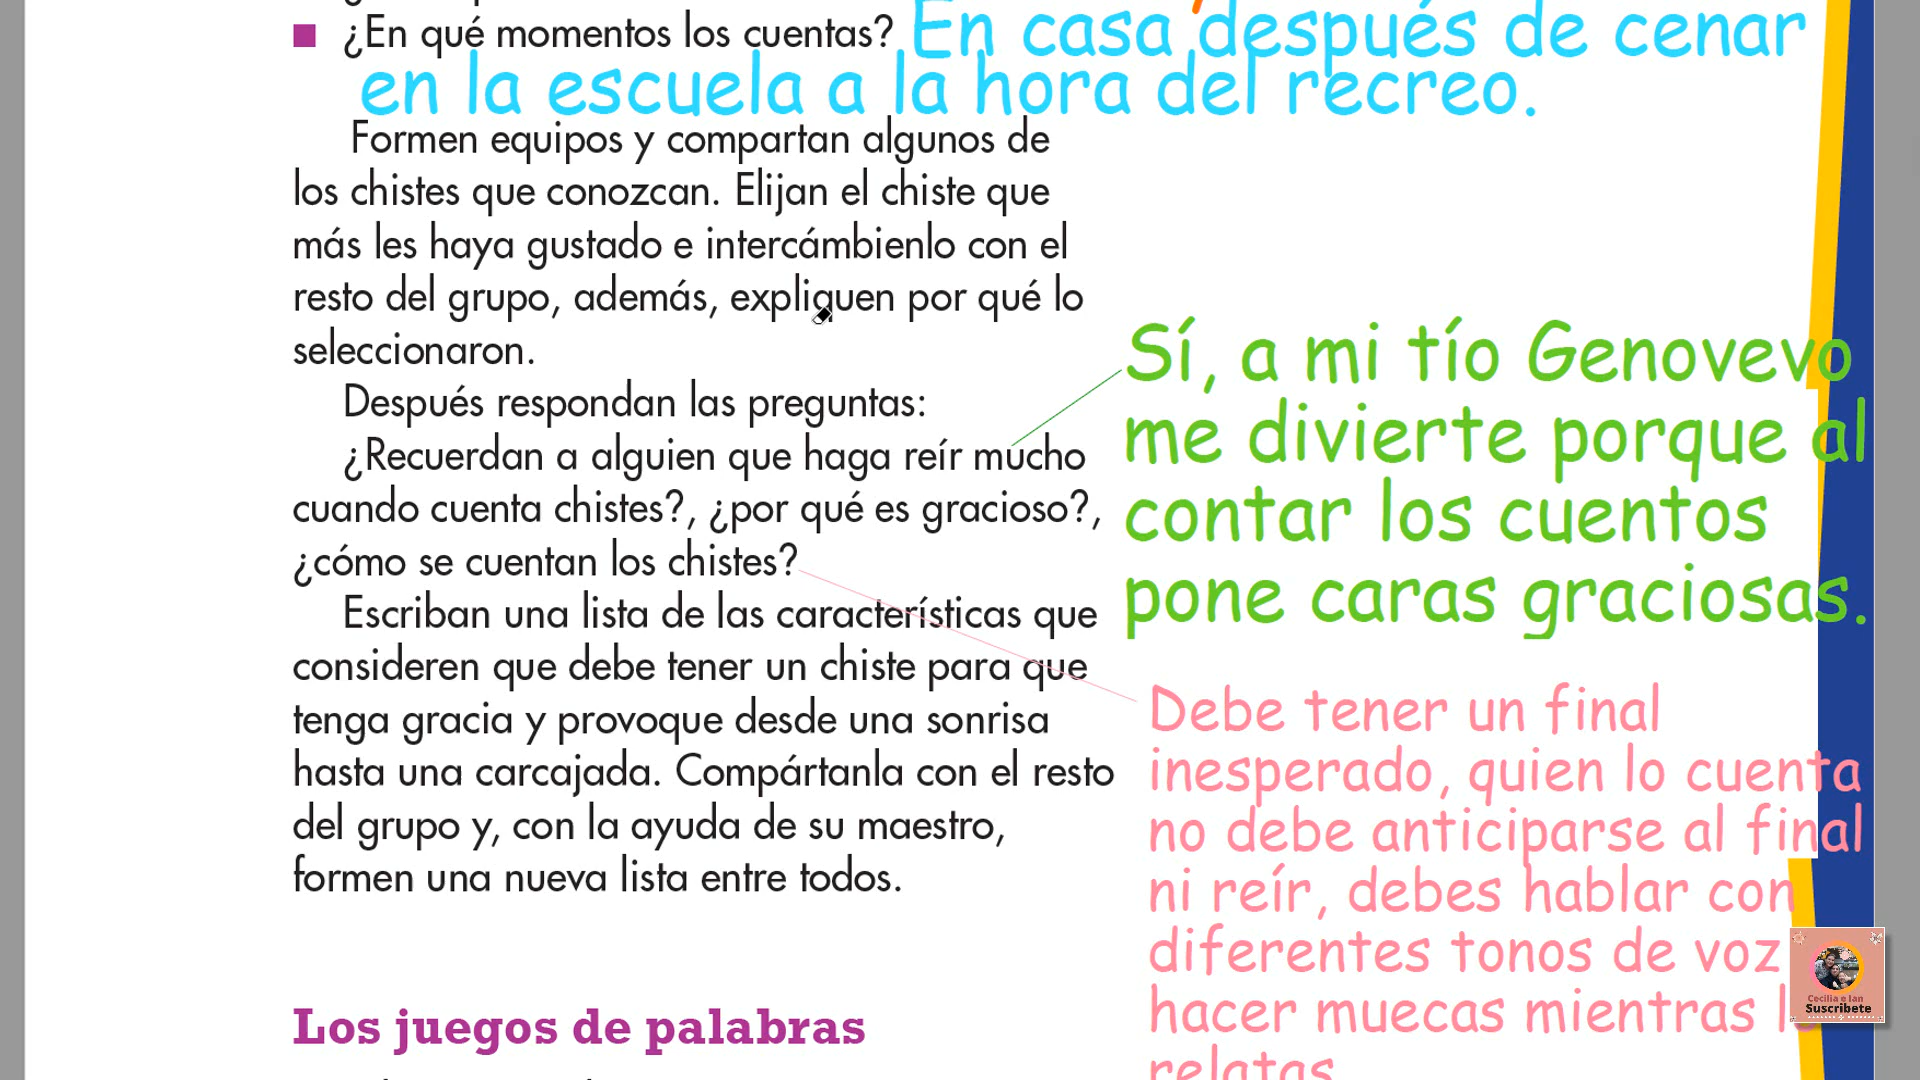 ¿En qué momentos los cuentas? En casa después de cenar
en la escuela a la hora del recreo.
Formen equipos y compartan algunos de
los chistes que conozcan. Elijan el chiste que
más les haya gustado e intercámbienlo con el
resto del grupo, además, expliquen por qué lo
seleccionaron.
Después respondan las preguntas:
¿Recuerdan a alguien que haga reír mucho
cuando cuenta chistes?, ¿por qué es gracioso?,
¿cómo se cuentan los chistes?
Escriban una lista de las características que
consideren que debe tener un chiste para que
tenga gracia y provoque desde una sonrisa
hasta una carcajada. Compártanla con el resto
del grupo y, con la ayuda de su maestro,
formen una nueva lista entre todos.
Sí, a mi tío Genovevo
me divierte porque al
contar los cuentos
pone caras graciosas.
Debe tener un final
inesperado, quien lo cuenta
no debe anticiparse al final
ni reír, debes hablar con
diferentes tonos de voz
hacer muecas mientras
relatas
Los juegos de palabras
Cecilia e Ian
Suscribete